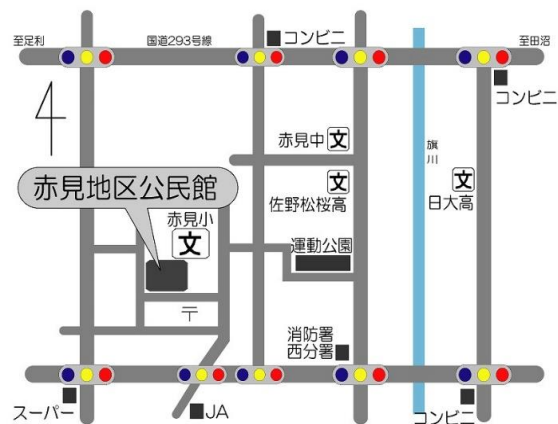 コンビニ
至足利
国道293号線
至田沼
コンビニ
赤見中 文
旗川
赤見地区公民館
文
佐野松桜高
文
日大高
赤見小
文
運動公園
〒
消防署
西分署
スーパー
JA
コンビニ